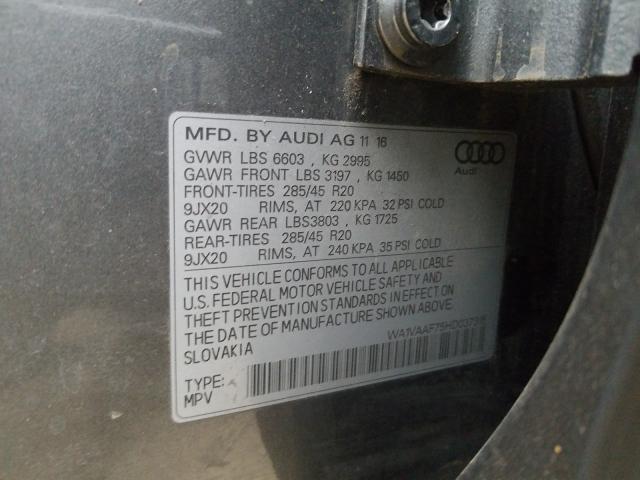 MFD. BY AUDI AG 11 16
GVWR LBS 6603 , KG 2995
GAWR FRONT LBS 3197 , KG 1450
FRONT-TIRES 285/45 R20
9JX20 RIMS, AT 220 KPA 32 PSI COLD
GAWR REAR LBS3803 , KG 1725
REAR-TIRES 285/45 R20
9JX20 RIMS, AT 240 KPA 35 PSI COLD
Audi
THIS VEHICLE CONFORMS TO ALL APPLICABLE
U.S. FEDERAL MOTOR VEHICLE SAFETY AND
THEFT PREVENTION STANDARDS IN EFFECT ON
THE DATE OF MANUFACTURE SHOWN ABOVE.
SLOVAKIA
TYPE:
MPV